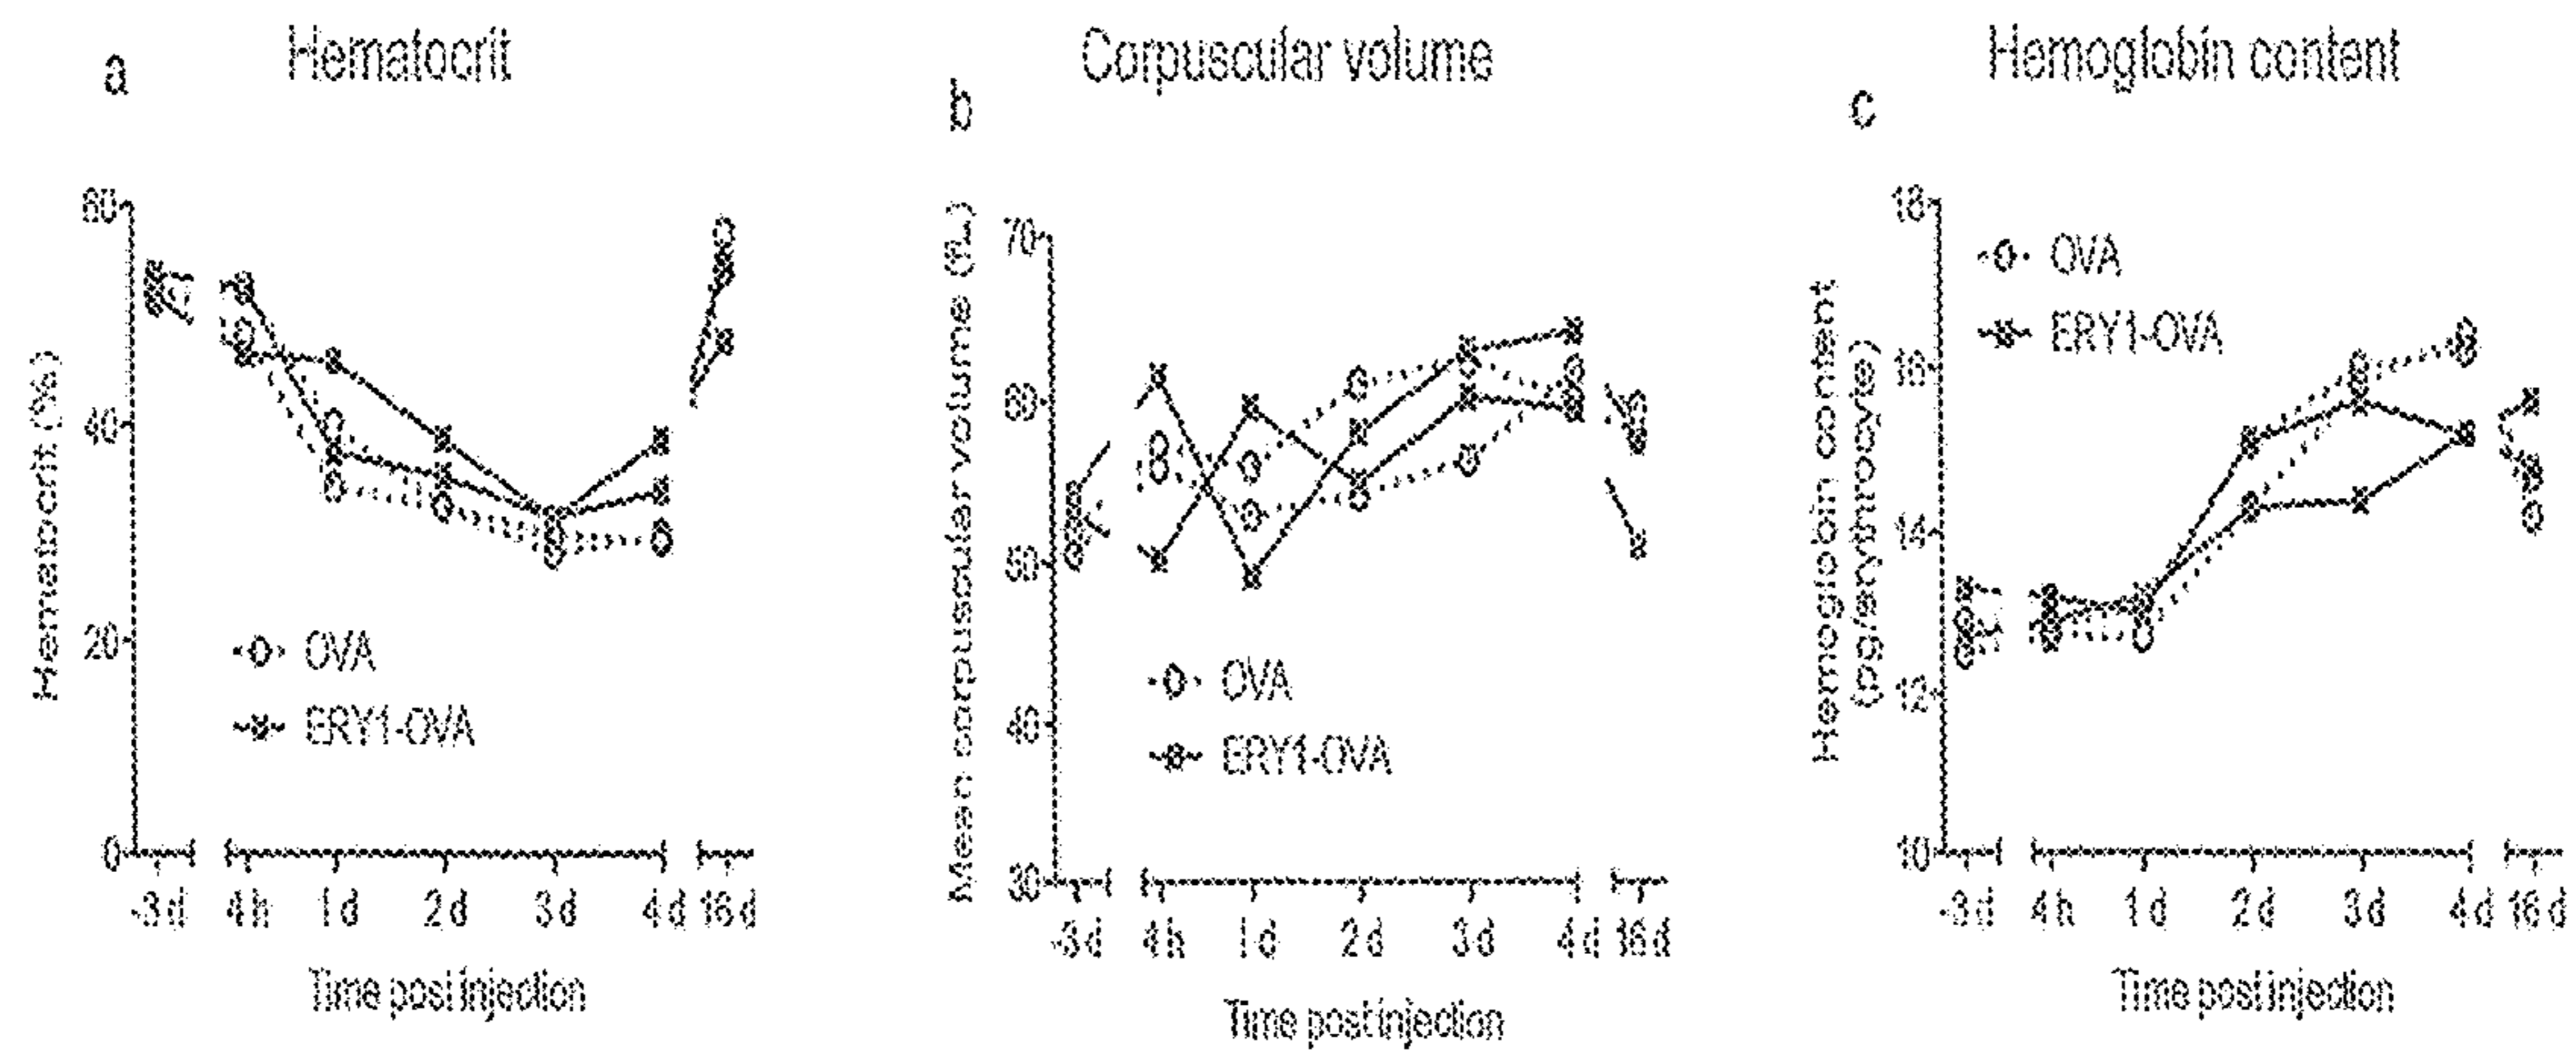 a Hematocrit
Hematocrit (%)
60
40
20
0
OVA
ERY1-OVA
-3d 4h 1d 2d 3d 4d 16d
Time post injection
b Corpuscular volume
Mean corpuscular volume (fL)
70
60
50
40
30
OVA
ERY1-OVA
-3d 4h 1d 2d 3d 4d 16d
Time post injection
c Hemoglobin content
Hemoglobin content
(pg/erythrocyte)
18
16
14
12
10
OVA
ERY1-OVA
-3d 4h 1d 2d 3d 4d 16d
Time post injection